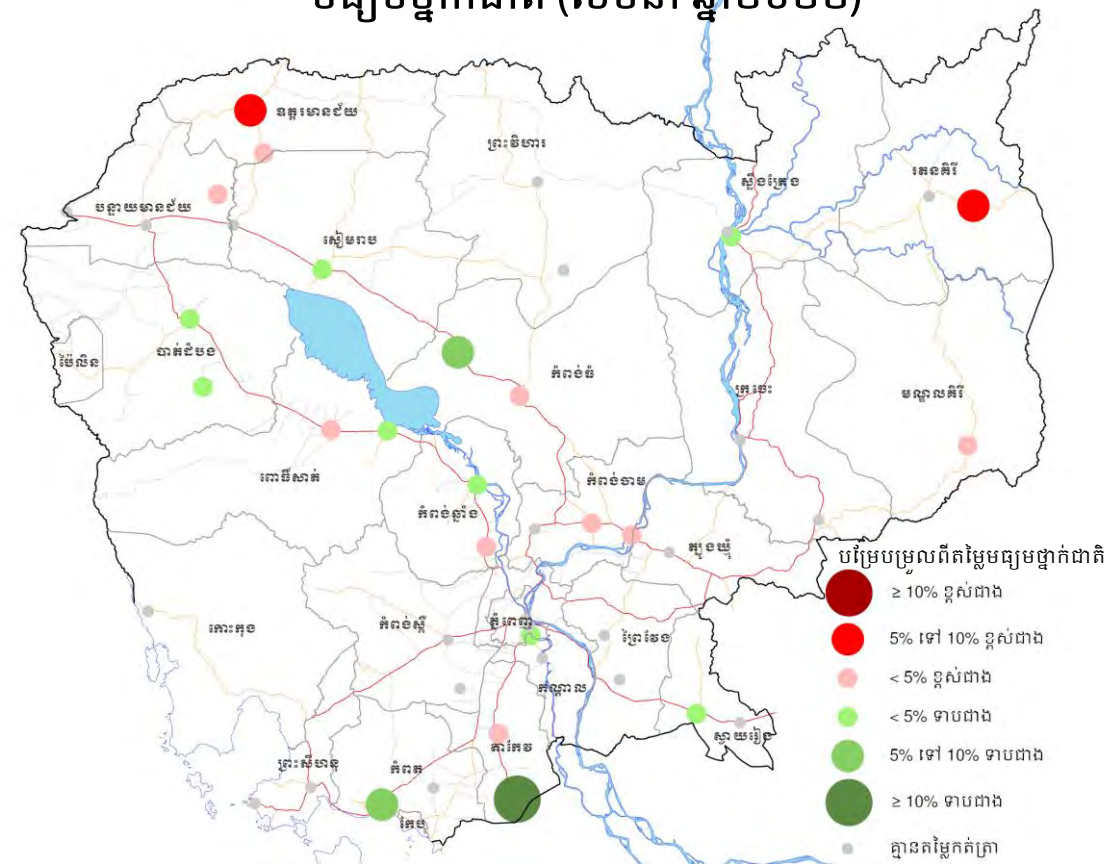 ឧត្តរមានជ័យ
ព្រះវិហារ
ស្ទឹងត្រែង
រតនគិរី
បន្ទាយមានជ័យ
សៀមរាប
ប៉ៃលិន
បាត់ដំបង
កំពង់ធំ
ក្រចេះ
មណ្ឌលគិរី
ពោធិ៍សាត់
កំពង់ចាម
កំពង់ឆ្នាំង
ត្បូងឃ្មុំ
បម្រែបម្រួលពីតម្លៃមធ្យមថ្នាក់ជាតិ
≥ 10% ខ្ពស់ជាង
កោះកុង
កំពង់ស្ពឺ
ភ្នំពេញ
ព្រៃវែង
5% ទៅ 10% ខ្ពស់ជាង
< 5% ខ្ពស់ជាង
កណ្តាល
< 5% ទាបជាង
ស្វាយរៀង
តាកែវ
5% ទៅ 10% ទាបជាង
ព្រះសីហនុ
កំពត
≥ 10% ទាបជាង
កែប
គ្មានតម្លៃកត់ត្រា